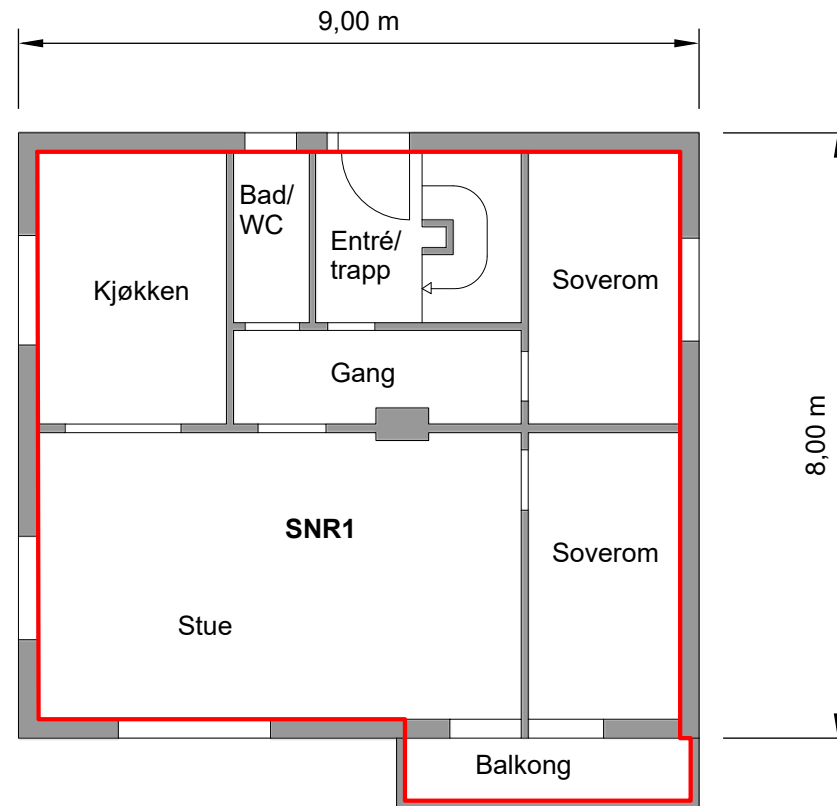 9,00 m
Bad/
WC
Entré/
trapp
Kjøkken
Soverom
Gang
8,00 m
SNR1
Soverom
Stue
Balkong